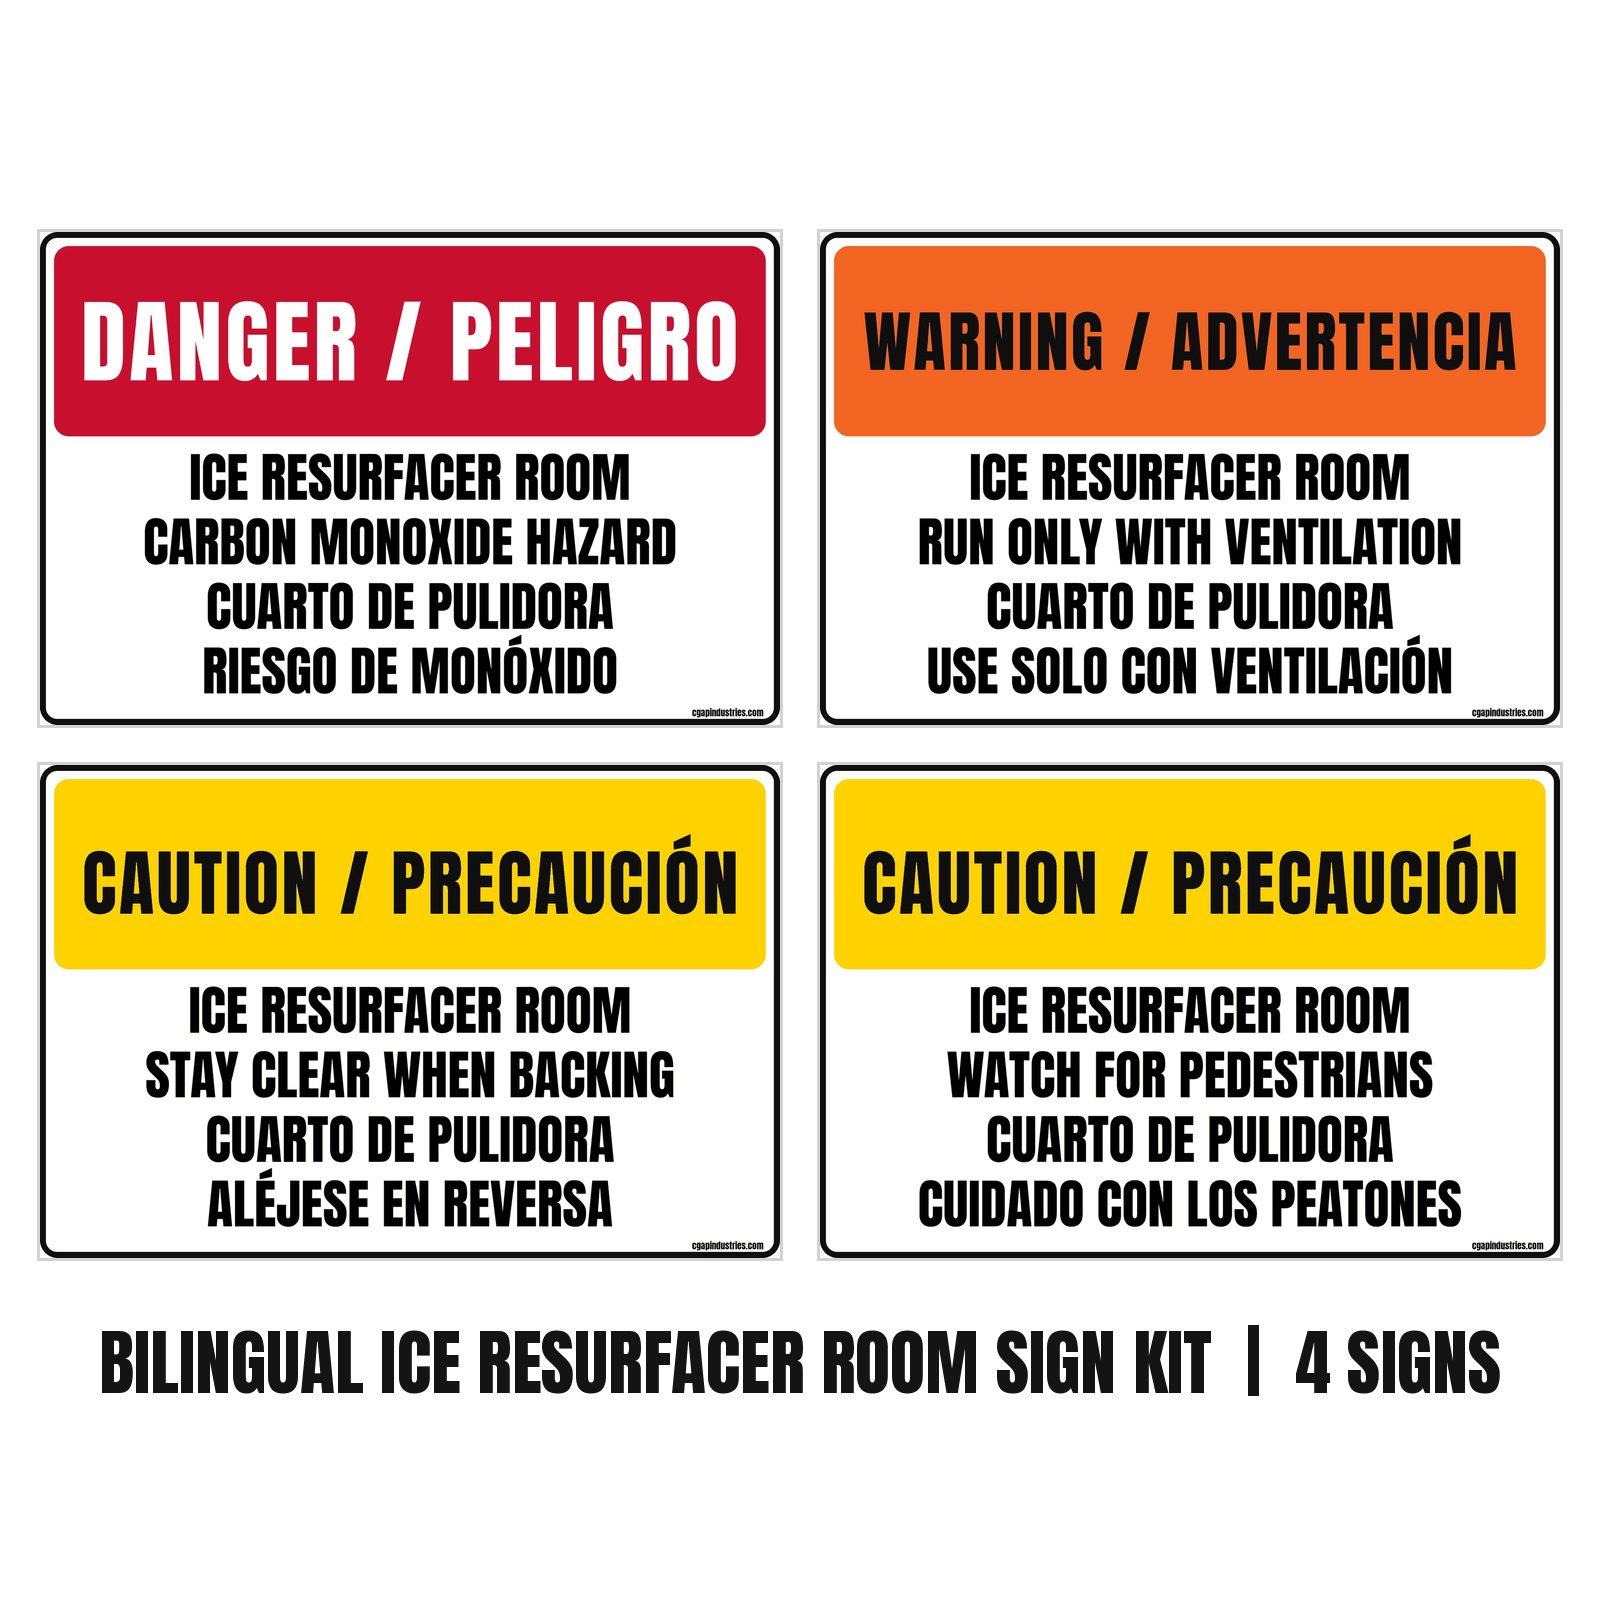 DANGER / PELIGRO
ICE RESURFACER ROOM
CARBON MONOXIDE HAZARD
CUARTO DE PULIDORA
RIESGO DE MONÓXIDO
cgapindustries.com
WARNING / ADVERTENCIA
ICE RESURFACER ROOM
RUN ONLY WITH VENTILATION
CUARTO DE PULIDORA
USE SOLO CON VENTILACIÓN
cgapindustries.com
CAUTION / PRECAUCIÓN
ICE RESURFACER ROOM
STAY CLEAR WHEN BACKING
CUARTO DE PULIDORA
ALÉJESE EN REVERSA
cgapindustries.com
CAUTION / PRECAUCIÓN
ICE RESURFACER ROOM
WATCH FOR PEDESTRIANS
CUARTO DE PULIDORA
CUIDADO CON LOS PEATONES
cgapindustries.com
BILINGUAL ICE RESURFACER ROOM SIGN KIT | 4 SIGNS